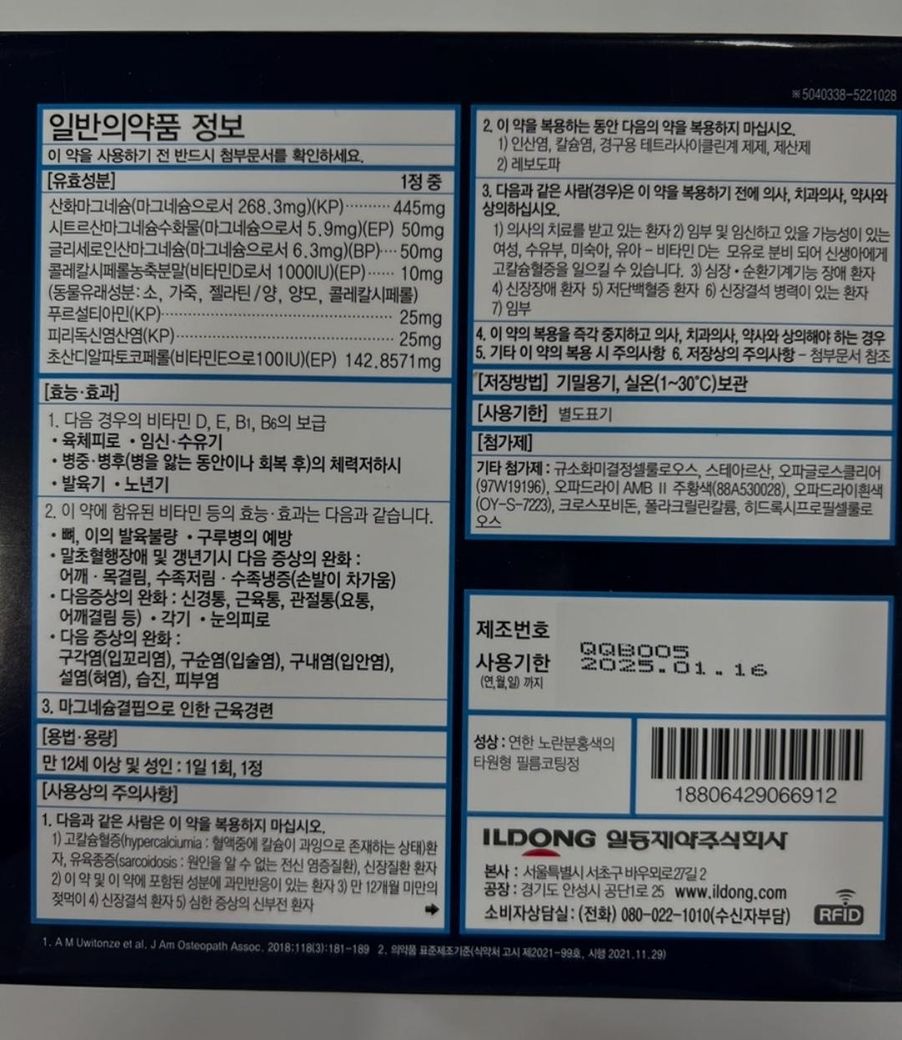 ※5040338-5221028
일반의약품 정보
이 약을 사용하기 전 반드시 첨부문서를 확인하세요.
[유효성분] 1정 중
산화마그네슘(마그네슘으로서 268.3mg)(KP)·········· 445mg
시트르산마그네슘수화물(마그네슘으로서 5.9mg)(EP) 50mg
글리세로인산마그네슘(마그네슘으로서 6.3mg)(BP)··· 50mg
콜레칼시페롤농축분말(비타민D로서 1000IU)(EP)······ 10mg
(동물유래성분: 소, 가죽, 젤라틴 / 양, 양모, 콜레칼시페롤)
푸르설티아민(KP)·································· 25mg
피리독신염산염(KP)································ 25mg
초산디알파토코페롤(비타민E으로100IU)(EP) 142.8571mg
[효능·효과]
1. 다음 경우의 비타민 D, E, B1, B6의 보급
· 육체피로 · 임신·수유기
· 병중·병후(병을 앓는 동안이나 회복 후)의 체력저하시
· 발육기 · 노년기
2. 이 약에 함유된 비타민 등의 효능·효과는 다음과 같습니다.
· 뼈, 이의 발육불량 · 구루병의 예방
· 말초혈행장애 및 갱년기시 다음 증상의 완화 :
어깨 · 목결림, 수족저림 · 수족냉증(손발이 차가움)
· 다음증상의 완화 : 신경통, 근육통, 관절통(요통,
어깨결림 등) · 각기 · 눈의피로
· 다음 증상의 완화 :
구각염(입꼬리염), 구순염(입술염), 구내염(입안염),
설염(혀염), 습진, 피부염
3. 마그네슘결핍으로 인한 근육경련
[용법·용량]
만 12세 이상 및 성인 : 1일 1회, 1정
[사용상의 주의사항]
1. 다음과 같은 사람은 이 약을 복용하지 마십시오.
1) 고칼슘혈증(hypercalciumia : 혈액중에 칼슘이 과잉으로 존재하는 상태)환
자, 유육종증(sarcoidosis : 원인을 알 수 없는 전신 염증질환), 신장질환 환자
2) 이 약 및 이 약에 포함된 성분에 과민반응이 있는 환자 3) 만 12개월 미만의
젖먹이 4) 신장결석 환자 5) 심한 증상의 신부전 환자
2. 이 약을 복용하는 동안 다음의 약을 복용하지 마십시오.
1) 인산염, 칼슘염, 경구용 테트라사이클린계 제제, 제산제
2) 레보도파
3. 다음과 같은 사람(경우)은 이 약을 복용하기 전에 의사, 치과의사, 약사와
상의하십시오.
1) 의사의 치료를 받고 있는 환자 2) 임부 및 임신하고 있을 가능성이 있는
여성, 수유부, 미숙아, 유아 - 비타민 D는 모유로 분비 되어 신생아에게
고칼슘혈증을 일으킬 수 있습니다. 3) 심장·순환기계기능 장애 환자
4) 신장장애 환자 5) 저단백혈증 환자 6) 신장결석 병력이 있는 환자
7) 임부
4. 이 약의 복용을 즉각 중지하고 의사, 치과의사, 약사와 상의해야 하는 경우
5. 기타 이 약의 복용 시 주의사항 6. 저장상의 주의사항 - 첨부문서 참조
[저장방법] 기밀용기, 실온(1~30℃)보관
[사용기한] 별도표기
[첨가제]
기타 첨가제 : 규소화미결정셀룰로오스, 스테아르산, 오파글로스클리어
(97W19196), 오파드라이 AMB II 주황색(88A530028), 오파드라이흰색
(OY-S-7223), 크로스포비돈, 폴라크릴린칼륨, 히드록시프로필셀룰로
오스
제조번호 QQB005
사용기한 2025.01.16
(연,월,일) 까지
성상 : 연한 노란분홍색의
타원형 필름코팅정
18806429066912
ILDONG 일동제약주식회사
본사 : 서울특별시 서초구 바우뫼로27길 2
공장 : 경기도 안성시 공단1로 25 www.ildong.com
소비자상담실 : (전화) 080-022-1010(수신자부담)
RFID
1. A M Uwitonze et al. J Am Osteopath Assoc. 2018;118(3):181-189 2. 의약품 표준제조기준(식약처 고시 제2021-99호, 시행 2021.11.29)